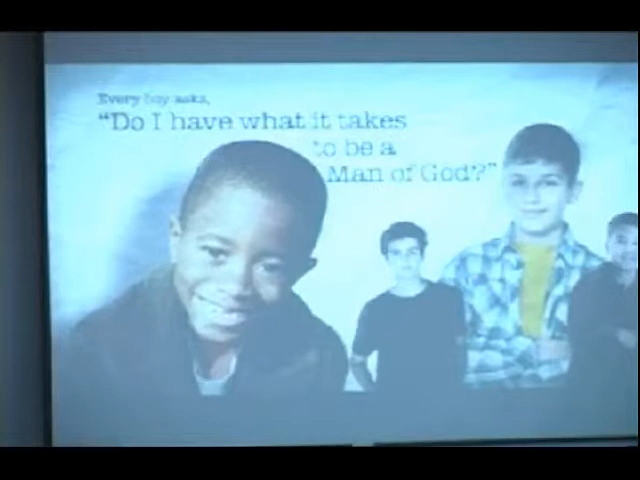 Every boy asks,
"Do I have what it takes
to be a
Man of God?"